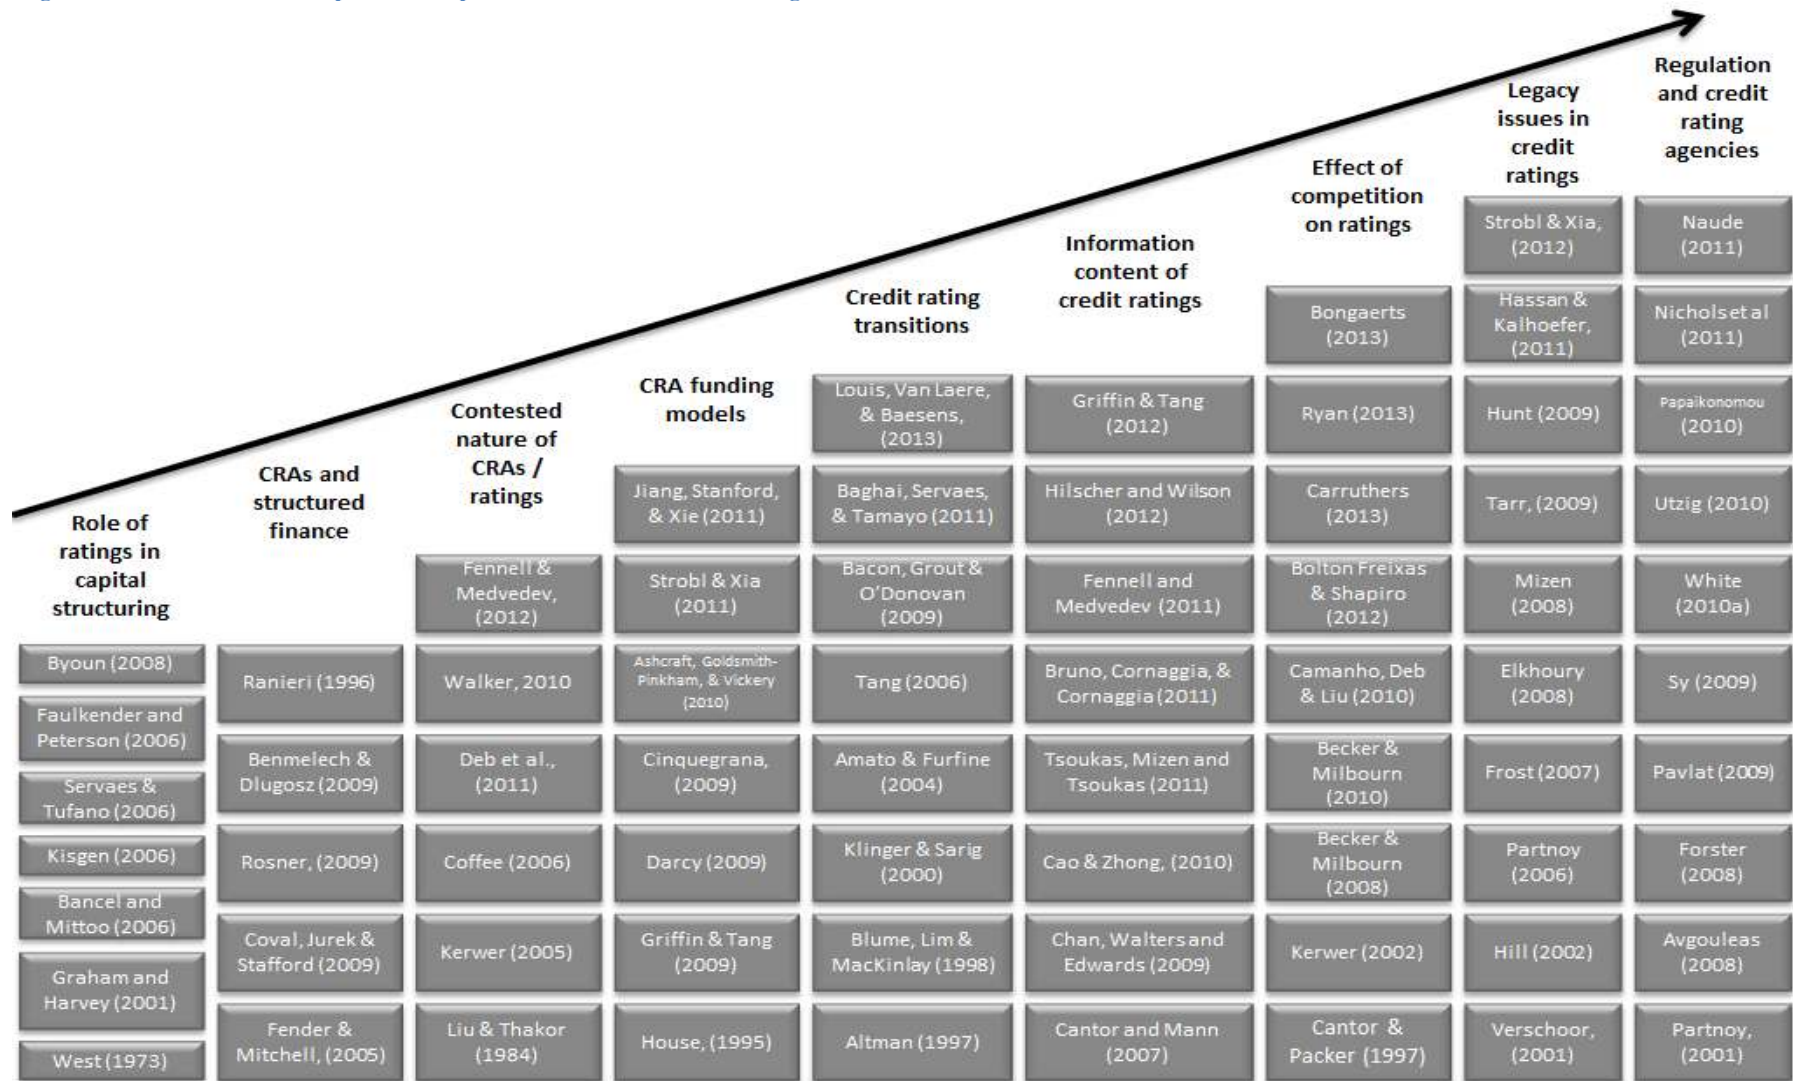 Role of
ratings in
capital
structuring
Byoun (2008)
Faulkender and
Peterson (2006)
Servaes &
Tufano (2006)
Kisgen (2006)
Bancel and
Mittoo (2006)
Graham and
Harvey (2001)
West (1973)
CRAs and
structured
finance
Ranieri (1996)
Benmelech &
Dlugosz (2009)
Rosner, (2009)
Coval, Jurek &
Stafford (2009)
Fender &
Mitchell, (2005)
Contested
nature of
CRAs /
ratings
Fennell &
Medvedev,
(2012)
Walker, 2010
Deb et al.,
(2011)
Coffee (2006)
Kerwer (2005)
Liu & Thakor
(1984)
CRA funding
models
Jiang, Stanford,
& Xie (2011)
Strobl & Xia
(2011)
Ashcraft, Goldsmith-
Pinkham, & Vickery
(2010)
Cinquegrana,
(2009)
Darcy (2009)
Griffin & Tang
(2009)
House, (1995)
Credit rating
transitions
Louis, Van Laere,
& Baesens,
(2013)
Baghai, Servaes,
& Tamayo (2011)
Bacon, Grout &
O'Donovan
(2009)
Tang (2006)
Amato & Furfine
(2004)
Klinger & Sarig
(2000)
Blume, Lim &
MacKinlay (1998)
Altman (1997)
Information
content of
credit ratings
Griffin & Tang
(2012)
Hilscher and Wilson
(2012)
Fennell and
Medvedev (2011)
Bruno, Cornaggia, &
Cornaggia (2011)
Tsoukas, Mizen and
Tsoukas (2011)
Cao & Zhong, (2010)
Chan, Walters and
Edwards (2009)
Cantor and Mann
(2007)
Effect of
competition
on ratings
Bongaerts
(2013)
Ryan (2013)
Carruthers
(2013)
Bolton Freixas
& Shapiro
(2012)
Camanho, Deb
& Liu (2010)
Becker &
Milbourn
(2010)
Becker &
Milbourn
(2008)
Kerwer (2002)
Cantor &
Packer (1997)
Legacy
issues in
credit
ratings
Strobl & Xia,
(2012)
Hassan &
Kalhoefer,
(2011)
Hunt (2009)
Tarr, (2009)
Mizen
(2008)
Elkhoury
(2008)
Frost (2007)
Partnoy
(2006)
Hill (2002)
Verschoor,
(2001)
Regulation
and credit
rating
agencies
Naude
(2011)
Nichols et al
(2011)
Papaikonomou
(2010)
Utzig (2010)
White
(2010a)
Sy (2009)
Pavlat (2009)
Forster
(2008)
Avgouleas
(2008)
Partnoy,
(2001)